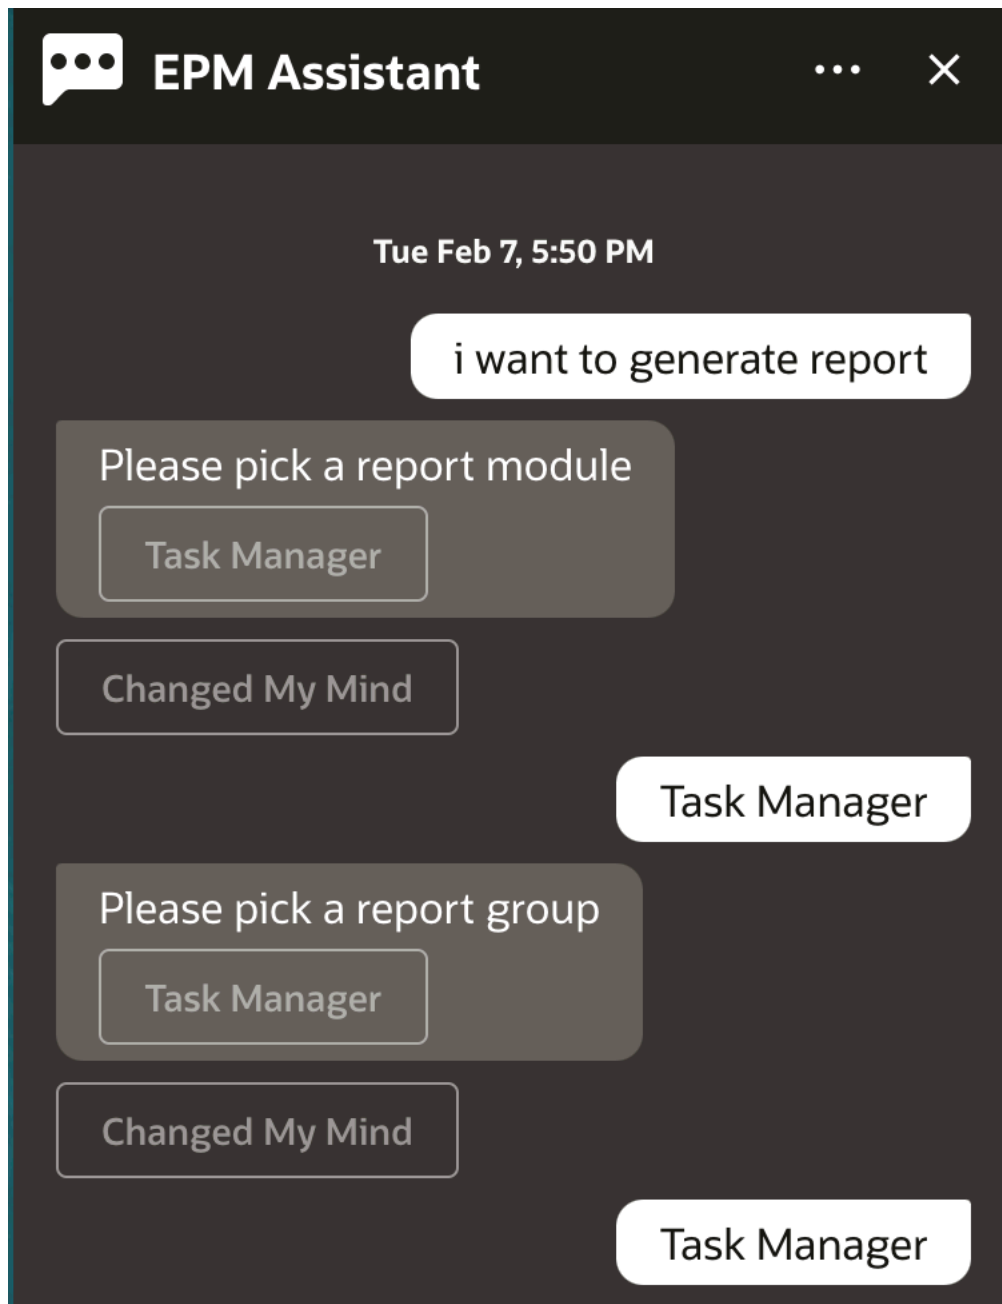 EPM Assistant
Tue Feb 7, 5:50 PM
i want to generate report
Please pick a report module
Task Manager
Changed My Mind
Task Manager
Please pick a report group
Task Manager
Changed My Mind
Task Manager